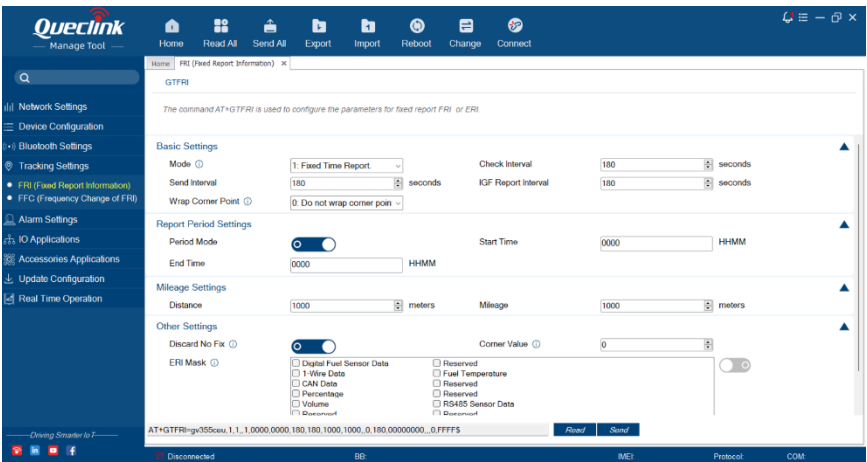 Queclink
Manage Tool
Home Read All Send All Export Import Reboot Change Connect
Home FRI (Fixed Report Information) ×
GTFRI
The command AT+GTFRI is used to configure the parameters for fixed report FRI or ERI.
Network Settings
Device Configuration
Bluetooth Settings
Tracking Settings
FRI (Fixed Report Information)
FFC (Frequency Change of FRI)
Alarm Settings
IO Applications
Accessories Applications
Update Configuration
Real Time Operation
Driving Smarter IoT
Basic Settings
Mode 1: Fixed Time Report. Check Interval 180 seconds
Send Interval 180 seconds IGF Report Interval 180 seconds
Wrap Corner Point 0: Do not wrap corner poin
Report Period Settings
Period Mode Start Time 0000 HHMM
End Time 0000 HHMM
Mileage Settings
Distance 1000 meters Mileage 1000 meters
Other Settings
Discard No Fix Corner Value 0
ERI Mask Digital Fuel Sensor Data Reserved
1-Wire Data Fuel Temperature
CAN Data Reserved
Percentage Reserved
Volume RS485 Sensor Data
Reserved Reserved
AT+GTFRI=gv355ceu,1,1,,1,0000,0000,180,180,1000,1000,,0,180,00000000,,,0,FFFF$ Read Send
Disconnected BB: IMEI: Protocol: COM: